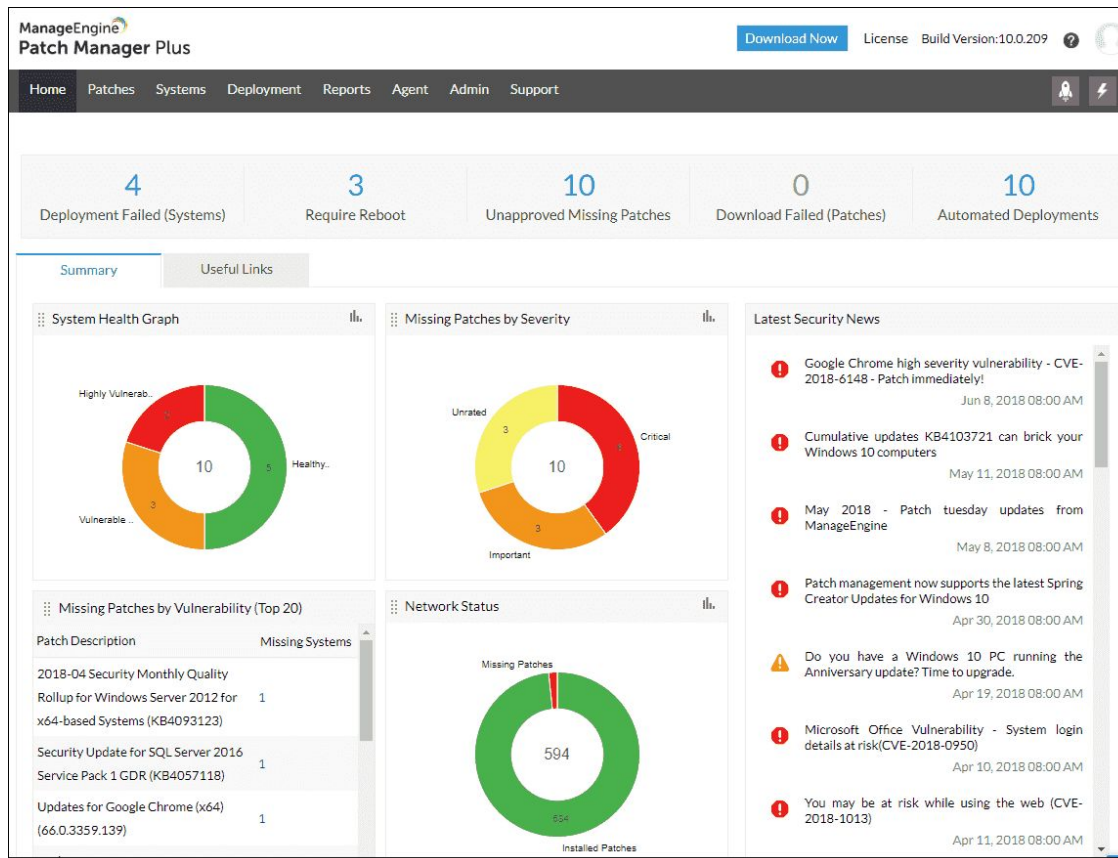 ManageEngine
Patch Manager Plus
Download Now
License
Build Version:10.0.209
Home
Patches
Systems
Deployment
Reports
Agent
Admin
Support
4
Deployment Failed (Systems)
3
Require Reboot
10
Unapproved Missing Patches
0
Download Failed (Patches)
10
Automated Deployments
Summary
Useful Links
System Health Graph
Highly Vulnerab..
10
5
Healthy..
3
Vulnerable ..
Missing Patches by Severity
Unrated
3
10
Critical
3
Important
Latest Security News
Google Chrome high severity vulnerability - CVE-
2018-6148 - Patch immediately!
Jun 8, 2018 08:00 AM
Cumulative updates KB4103721 can brick your
Windows 10 computers
May 11, 2018 08:00 AM
May 2018 - Patch tuesday updates from
ManageEngine
May 8, 2018 08:00 AM
Patch management now supports the latest Spring
Creator Updates for Windows 10
Apr 30, 2018 08:00 AM
Do you have a Windows 10 PC running the
Anniversary update? Time to upgrade.
Apr 19, 2018 08:00 AM
Microsoft Office Vulnerability - System login
details at risk(CVE-2018-0950)
Apr 10, 2018 08:00 AM
You may be at risk while using the web (CVE-
2018-1013)
Apr 11, 2018 08:00 AM
Missing Patches by Vulnerability (Top 20)
Patch Description
Missing Systems
2018-04 Security Monthly Quality
Rollup for Windows Server 2012 for
x64-based Systems (KB4093123)
1
Security Update for SQL Server 2016
Service Pack 1 GDR (KB4057118)
1
Updates for Google Chrome (x64)
(66.0.3359.139)
1
Network Status
Missing Patches
594
Installed Patches